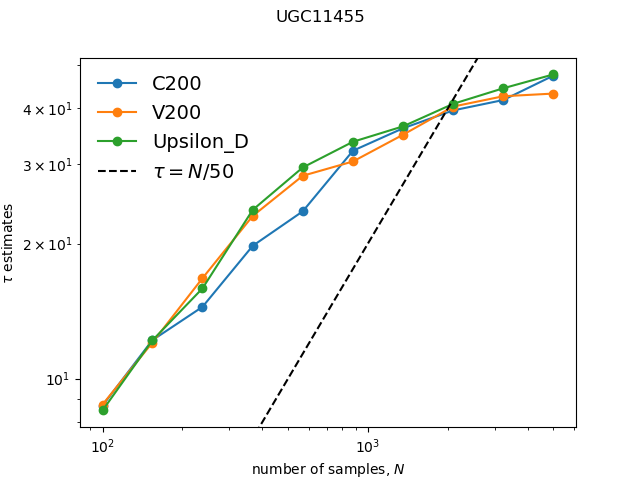 UGC11455
C200
V200
Upsilon_D
τ = N/50
4 × 10¹
3 × 10¹
2 × 10¹
10¹
τ estimates
10² 10³
number of samples, N